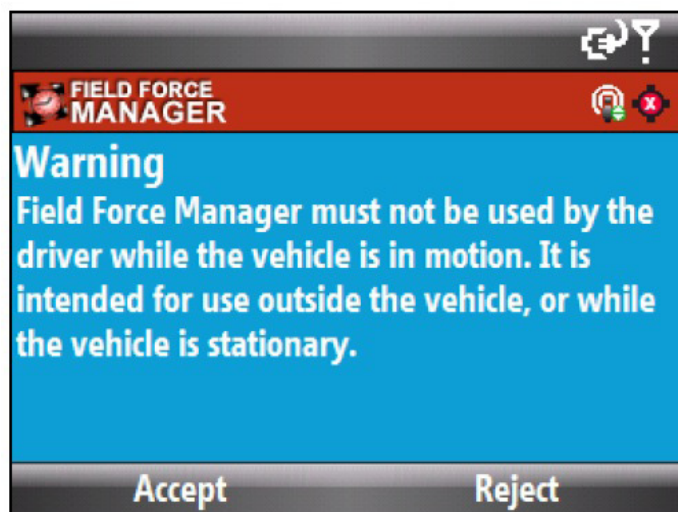 FIELD FORCE
MANAGER
Warning
Field Force Manager must not be used by the
driver while the vehicle is in motion. It is
intended for use outside the vehicle, or while
the vehicle is stationary.
Accept Reject